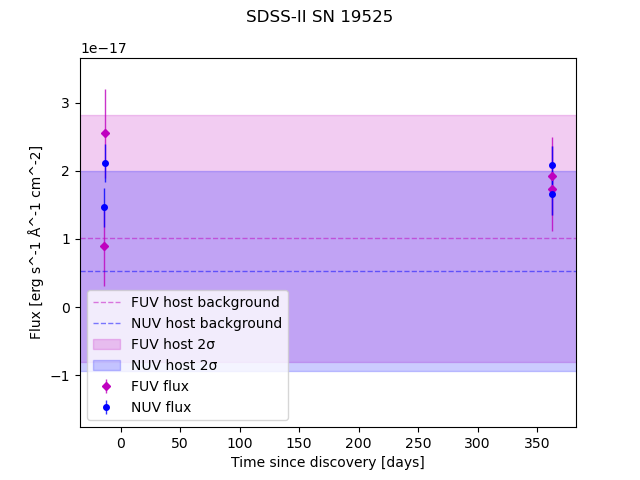 SDSS-II SN 19525
1e−17
3
2
1
0
−1
Flux [erg s^-1 Å^-1 cm^-2]
FUV host background
NUV host background
FUV host 2σ
NUV host 2σ
FUV flux
NUV flux
0 50 100 150 200 250 300 350
Time since discovery [days]